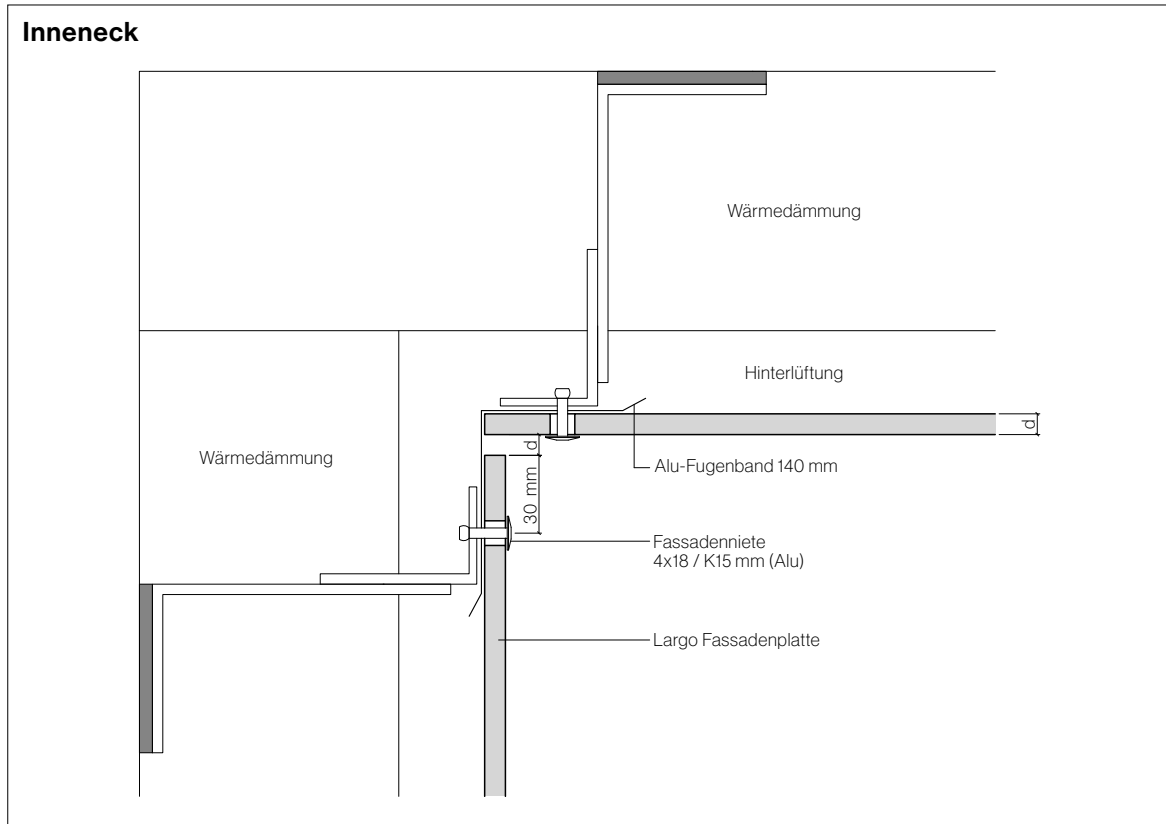 Inneneck
Wärmedämmung
Hinterlüftung
d
Wärmedämmung
d
Alu-Fugenband 140 mm
30 mm
Fassadenniete
4x18 / K15 mm (Alu)
Largo Fassadenplatte